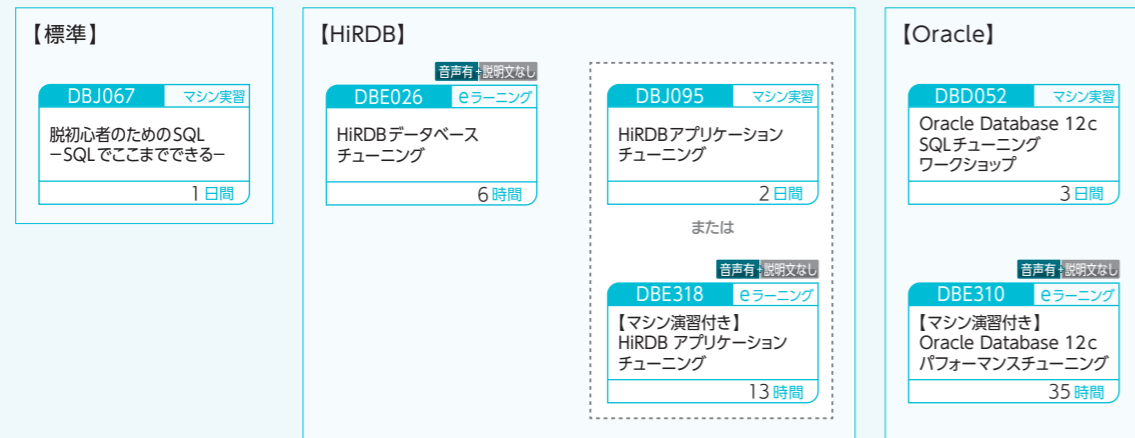 【標準】
DBJ067 マシン実習
脱初心者のためのSQL
−SQLでここまでできる−
1日間
【HiRDB】
音声有+説明文なし
DBE026 eラーニング
HiRDBデータベース
チューニング
6時間
DBJ095 マシン実習
HiRDBアプリケーション
チューニング
2日間
または
音声有+説明文なし
DBE318 eラーニング
【マシン演習付き】
HiRDB アプリケーション
チューニング
13時間
【Oracle】
DBD052 マシン実習
Oracle Database 12c
SQLチューニング
ワークショップ
3日間
音声有+説明文なし
DBE310 eラーニング
【マシン演習付き】
Oracle Database 12c
パフォーマンスチューニング
35時間